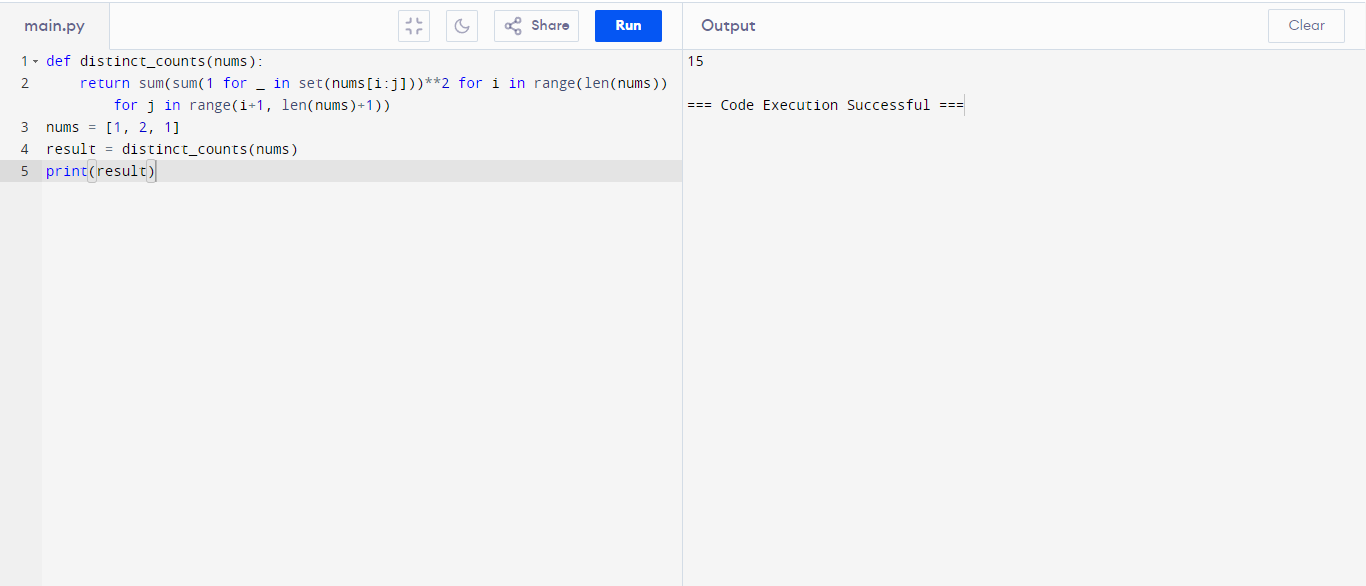 main.py
Share
Run
Output
Clear
1 def distinct_counts(nums):
2     return sum(sum(1 for _ in set(nums[i:j]))**2 for i in range(len(nums))
        for j in range(i+1, len(nums)+1))
3 nums = [1, 2, 1]
4 result = distinct_counts(nums)
5 print(result)
15
=== Code Execution Successful ===